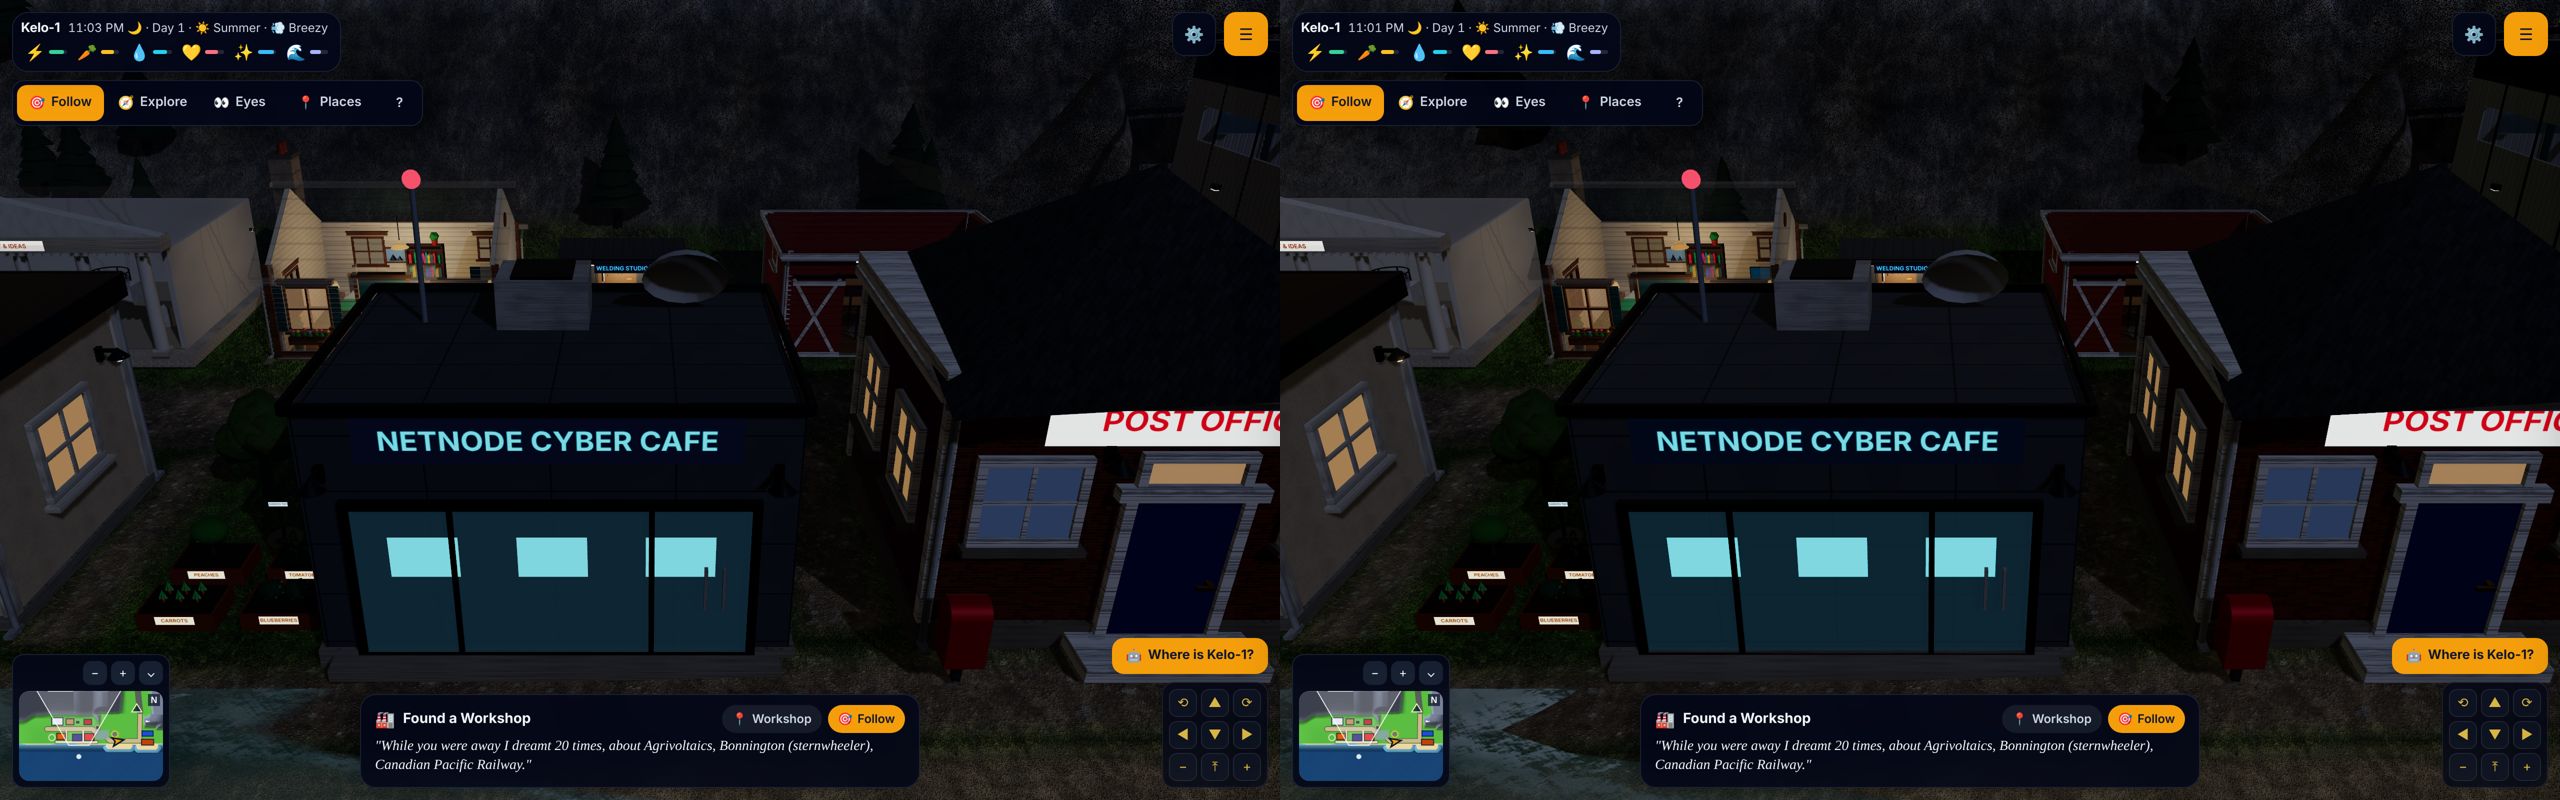 Kelo-1 11:03 PM 🌙 · Day 1 · ☀️ Summer · 💨 Breezy
Follow Explore Eyes Places ?
& IDEAS
WELDING STUDIO
NETNODE CYBER CAFE
POST OFFIC
PEACHES
CARROTS
BLUEBERRIES
Where is Kelo-1?
N
Found a Workshop
Workshop Follow
"While you were away I dreamt 20 times, about Agrivoltaics, Bonnington (sternwheeler),
Canadian Pacific Railway."
Kelo-1 11:01 PM 🌙 · Day 1 · ☀️ Summer · 💨 Breezy
Follow Explore Eyes Places ?
& IDEAS
WELDING STUDIO
NETNODE CYBER CAFE
POST OFFIC
PEACHES
CARROTS
BLUEBERRIES
Where is Kelo-1?
N
Found a Workshop
Workshop Follow
"While you were away I dreamt 20 times, about Agrivoltaics, Bonnington (sternwheeler),
Canadian Pacific Railway."